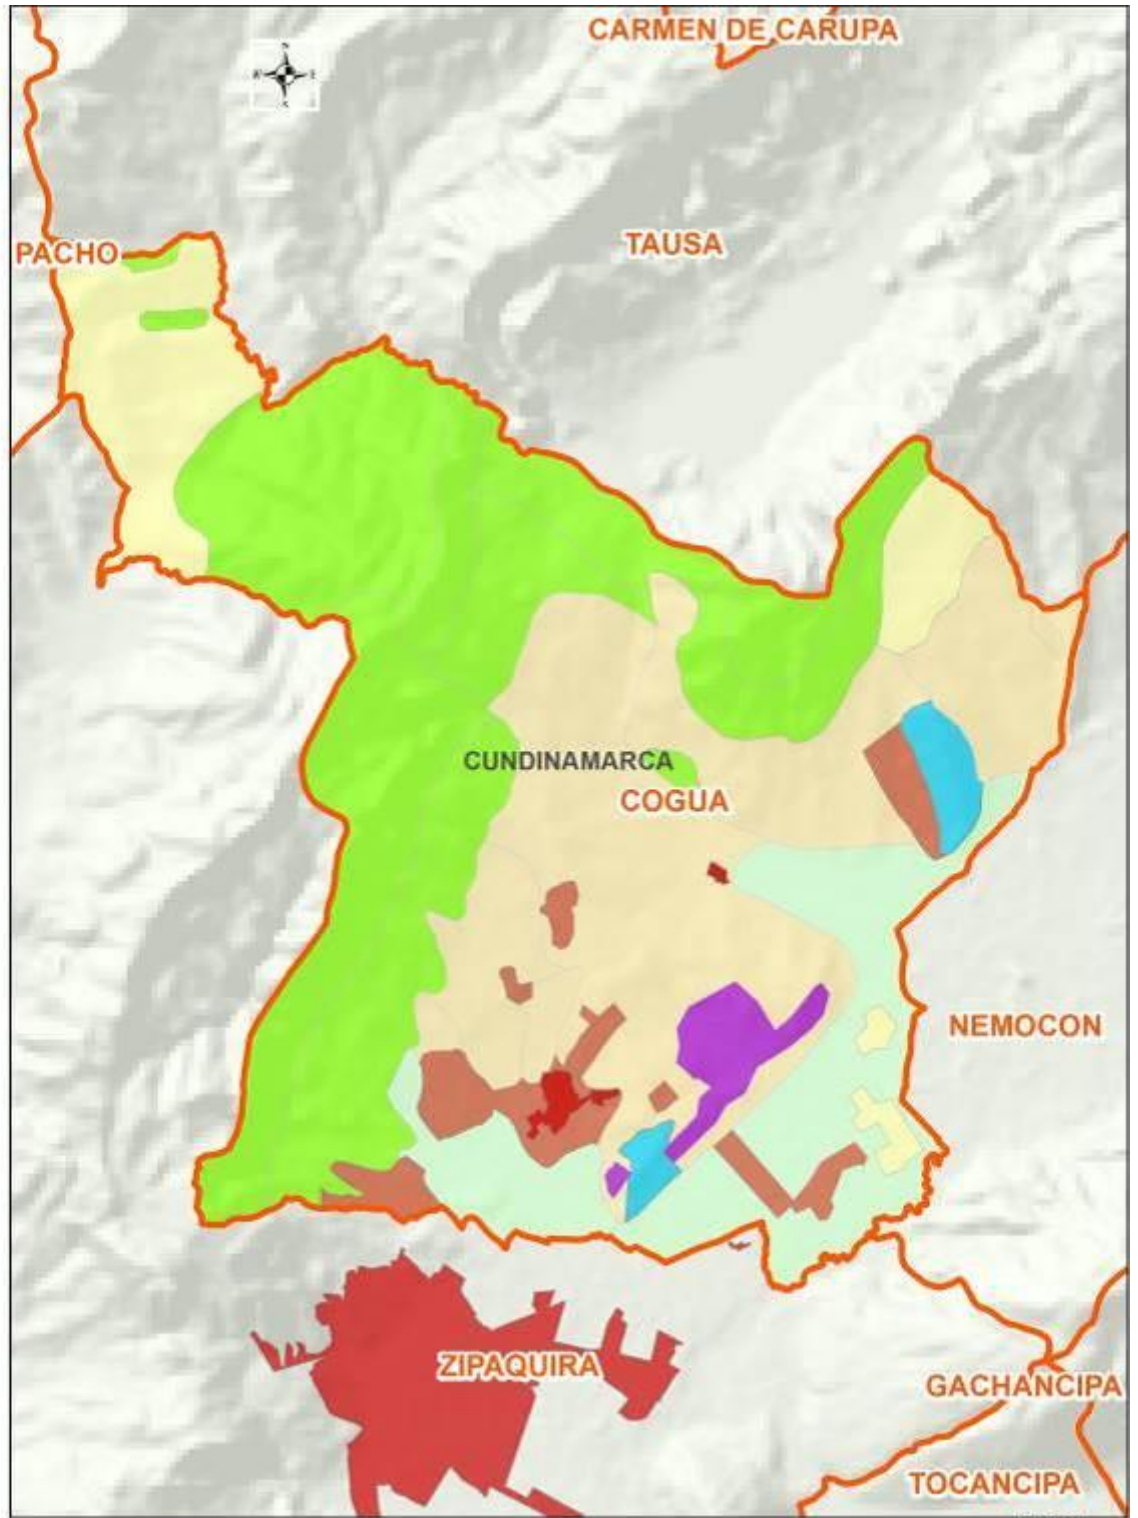 CARMEN DE CARUPA
N
TAUSA
PACHO
CUNDINAMARCA
COGUA
NEMOCON
ZIPAQUIRA
GACHANCIPA
TOCANCIPA